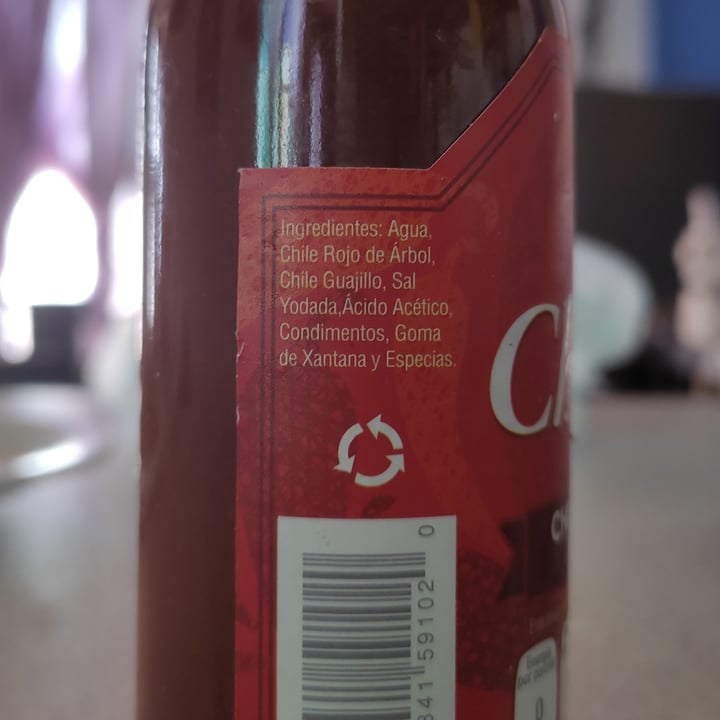 Ingredientes: Agua,
Chile Rojo de Árbol,
Chile Guajillo, Sal
Yodada,Ácido Acético,
Condimentos, Goma
de Xantana y Especias.
Ch
841 59102 0
0